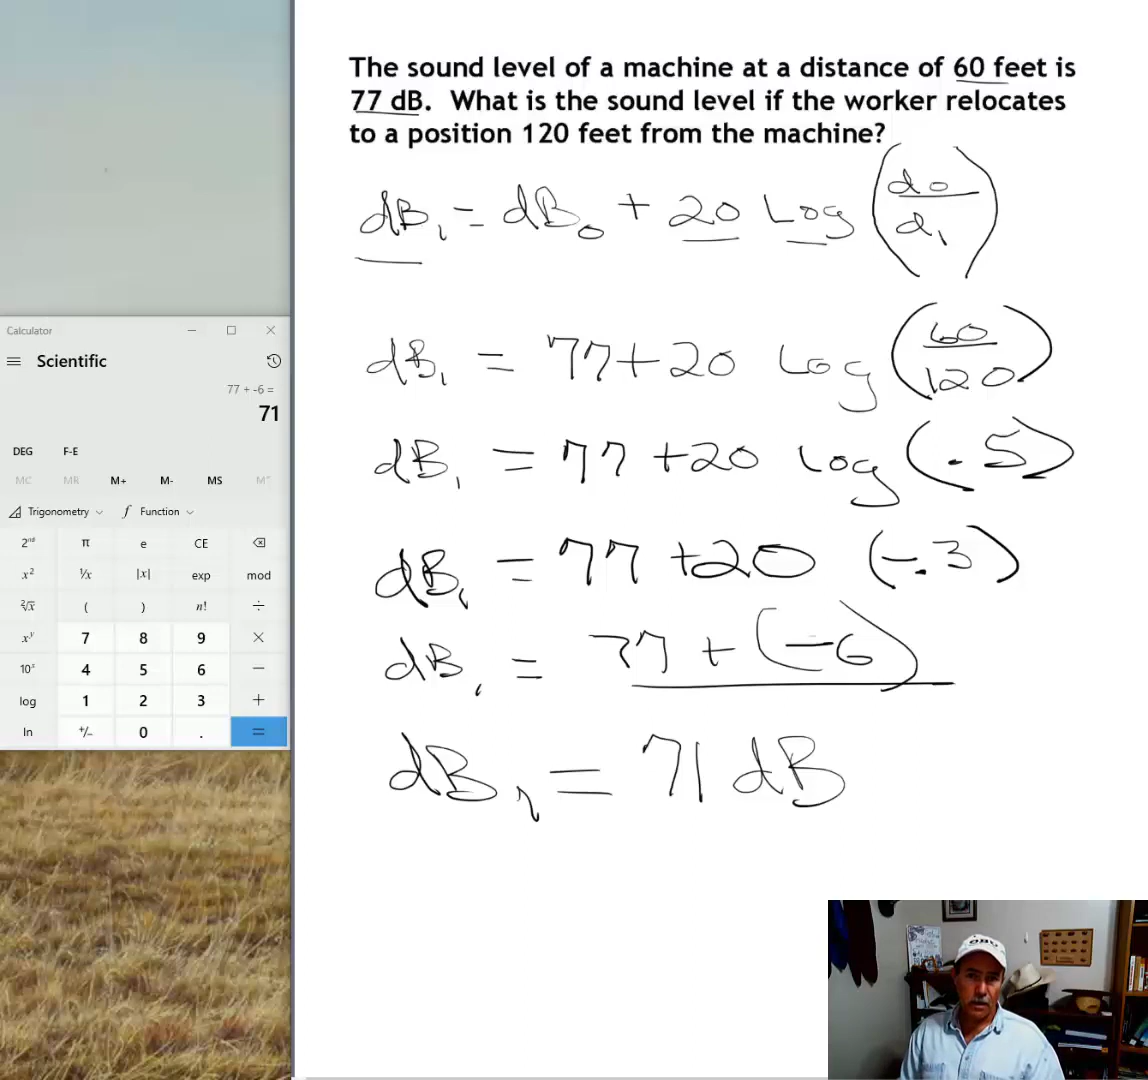 The sound level of a machine at a distance of 60 feet is
77 dB. What is the sound level if the worker relocates
to a position 120 feet from the machine?
dB₁ = dB₀ + 20 Log (d₀/d₁)
dB₁ = 77 + 20 Log (60/120)
dB₁ = 77 + 20 log (.5)
dB₁ = 77 + 20 (-.3)
dB₁ = 77 + (-6)
dB₁ = 71 dB
Calculator
Scientific
77 + -6 =
71
DEG F-E
MC MR M+ M- MS M˅
Trigonometry Function
2ⁿᵈ π e CE
x² ¹/x |x| exp mod
²√x ( ) n! ÷
xʸ 7 8 9 ×
10ˣ 4 5 6 −
log 1 2 3 +
ln +/- 0 . =